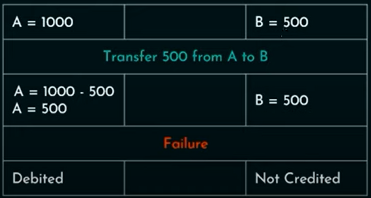 A = 1000 B = 500
Transfer 500 from A to B
A = 1000 - 500
A = 500
B = 500
Failure
Debited Not Credited